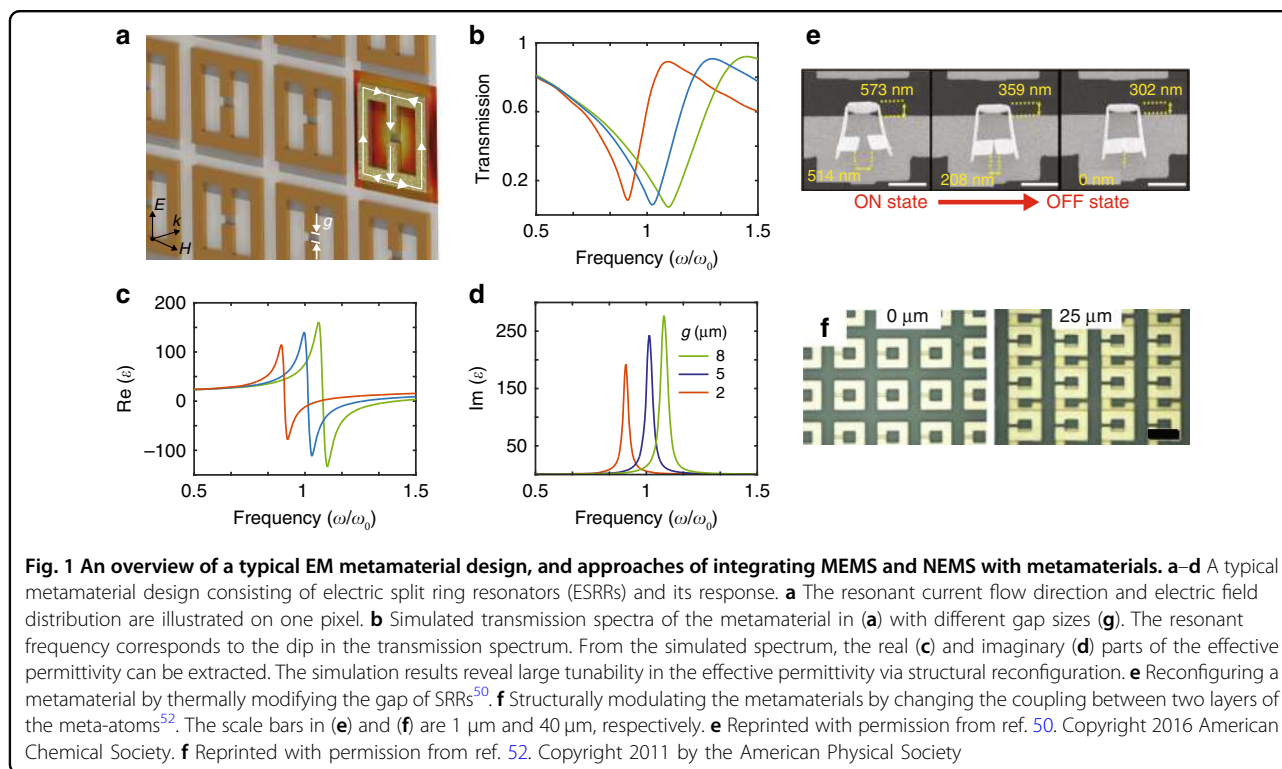 a
E
k
H
g
b
1
0.6
0.2
Transmission
0.5
1
1.5
Frequency (ω/ω0)
e
573 nm
359 nm
302 nm
514 nm
208 nm
0 nm
ON state
OFF state
c
200
100
0
−100
Re (ε)
0.5
1
1.5
Frequency (ω/ω0)
d
250
150
50
Im (ε)
g (μm)
8
5
2
0.5
1
1.5
Frequency (ω/ω0)
f
0 μm
25 μm
Fig. 1 An overview of a typical EM metamaterial design, and approaches of integrating MEMS and NEMS with metamaterials. a–d A typical
metamaterial design consisting of electric split ring resonators (ESRRs) and its response. a The resonant current flow direction and electric field
distribution are illustrated on one pixel. b Simulated transmission spectra of the metamaterial in (a) with different gap sizes (g). The resonant
frequency corresponds to the dip in the transmission spectrum. From the simulated spectrum, the real (c) and imaginary (d) parts of the effective
permittivity can be extracted. The simulation results reveal large tunability in the effective permittivity via structural reconfiguration. e Reconfiguring a
metamaterial by thermally modifying the gap of SRRs50. f Structurally modulating the metamaterials by changing the coupling between two layers of
the meta-atoms52. The scale bars in (e) and (f) are 1 μm and 40 μm, respectively. e Reprinted with permission from ref. 50. Copyright 2016 American
Chemical Society. f Reprinted with permission from ref. 52. Copyright 2011 by the American Physical Society